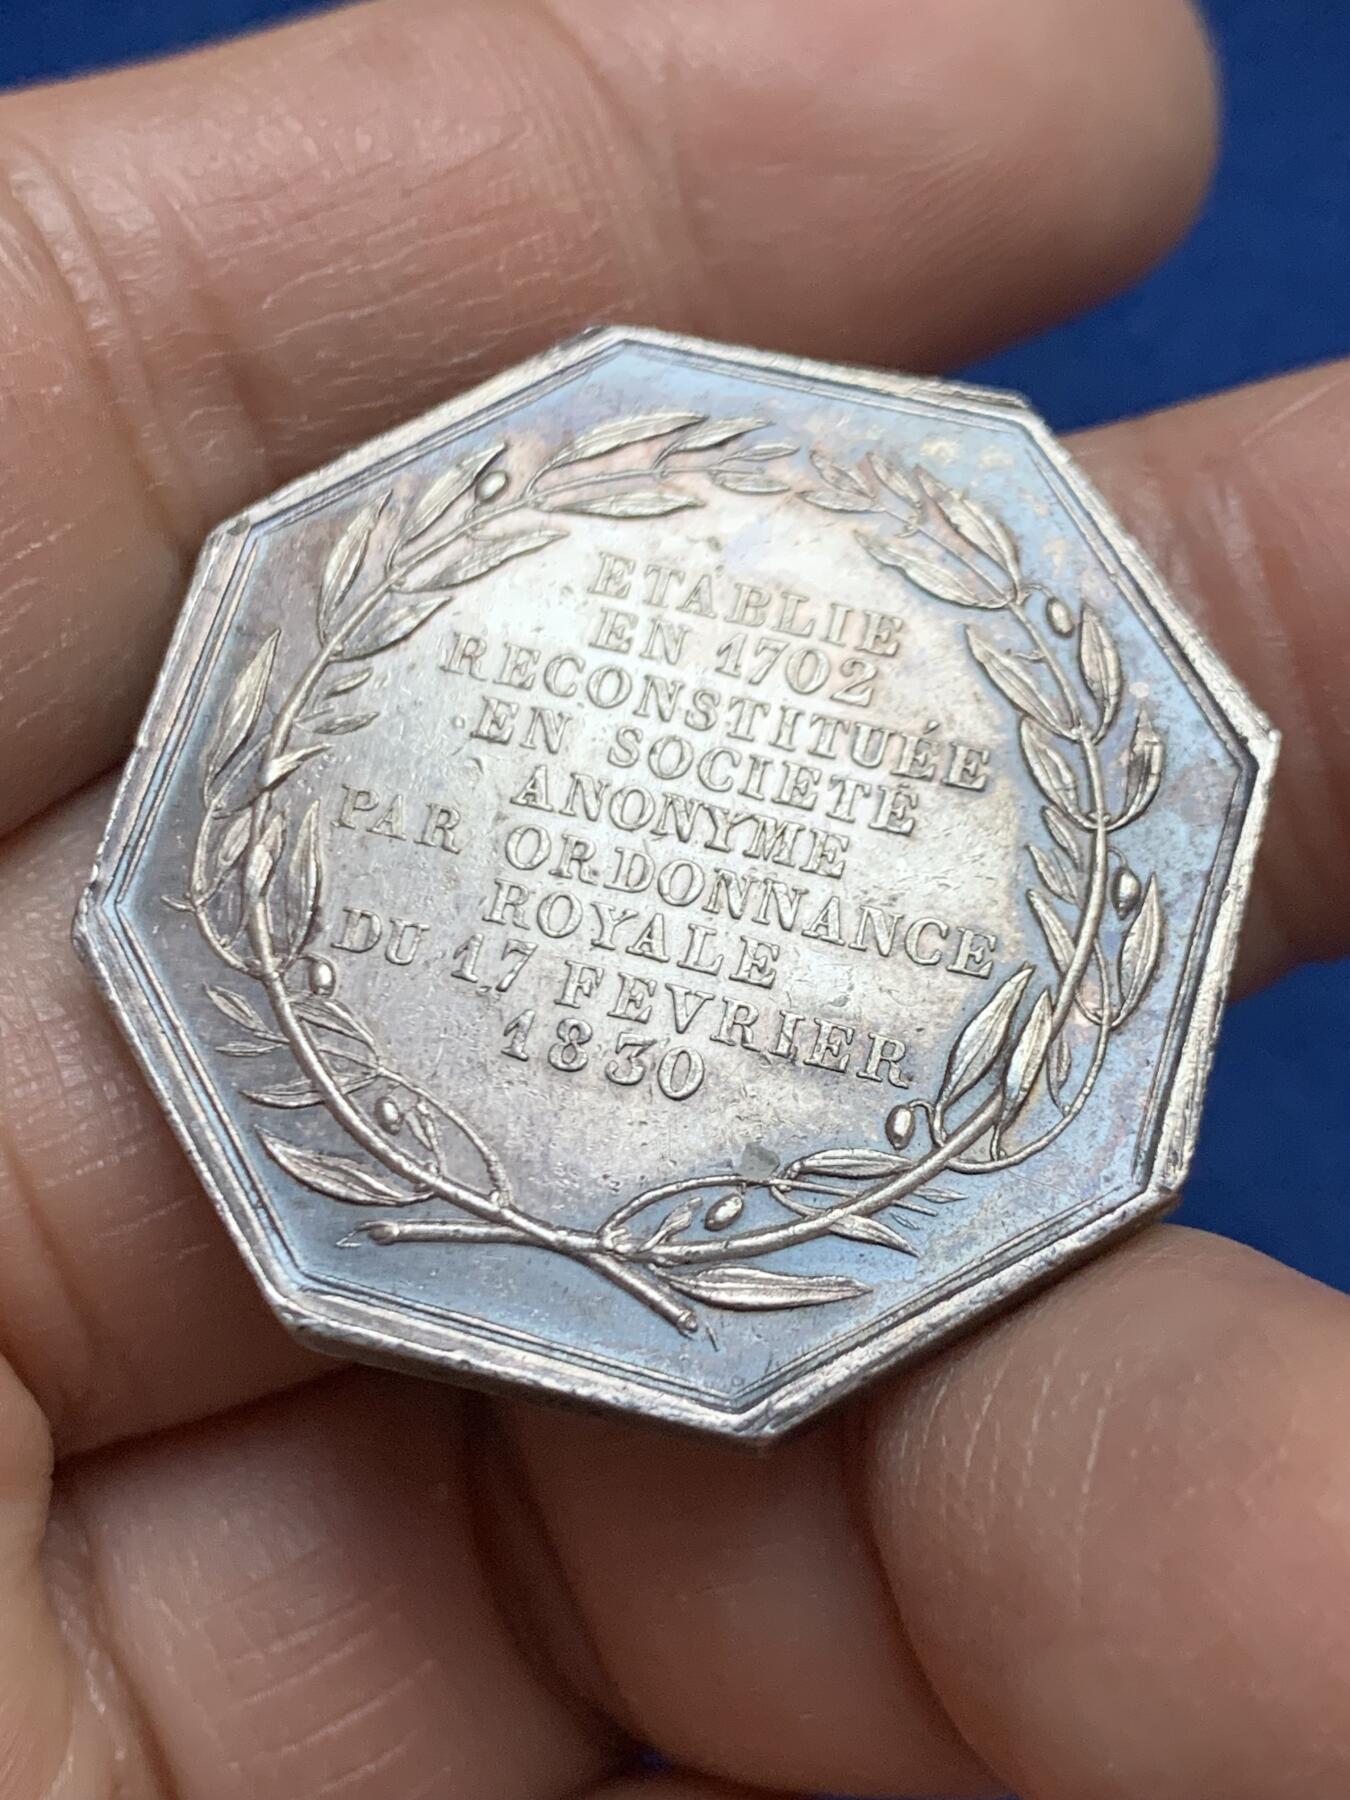 ETABLIE
EN 1702
RECONSTITUÉE
EN SOCIETÉ
ANONYME
PAR ORDONNANCE
ROYALE
DU 17 FEVRIER
1830